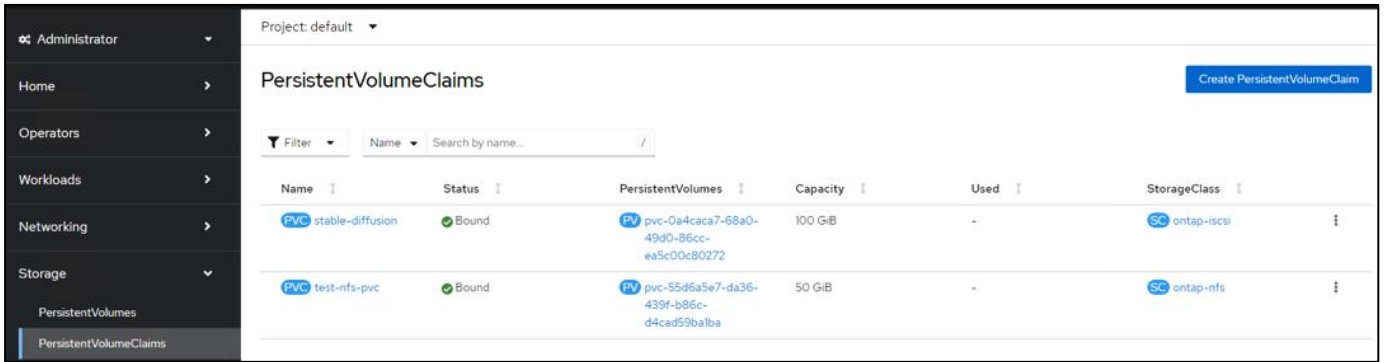 Administrator
Home
Operators
Workloads
Networking
Storage
PersistentVolumes
PersistentVolumeClaims
Project: default
PersistentVolumeClaims
Create PersistentVolumeClaim
Filter Name Search by name... /
Name Status PersistentVolumes Capacity Used StorageClass
PVC stable-diffusion Bound PV pvc-0a4caca7-68a0- 100 GiB - SC ontap-iscsi
49d0-86cc-
ea5c00c80272
PVC test-nfs-pvc Bound PV pvc-55d6a5e7-da36- 50 GiB - SC ontap-nfs
439f-b86c-
d4cad59ba1ba